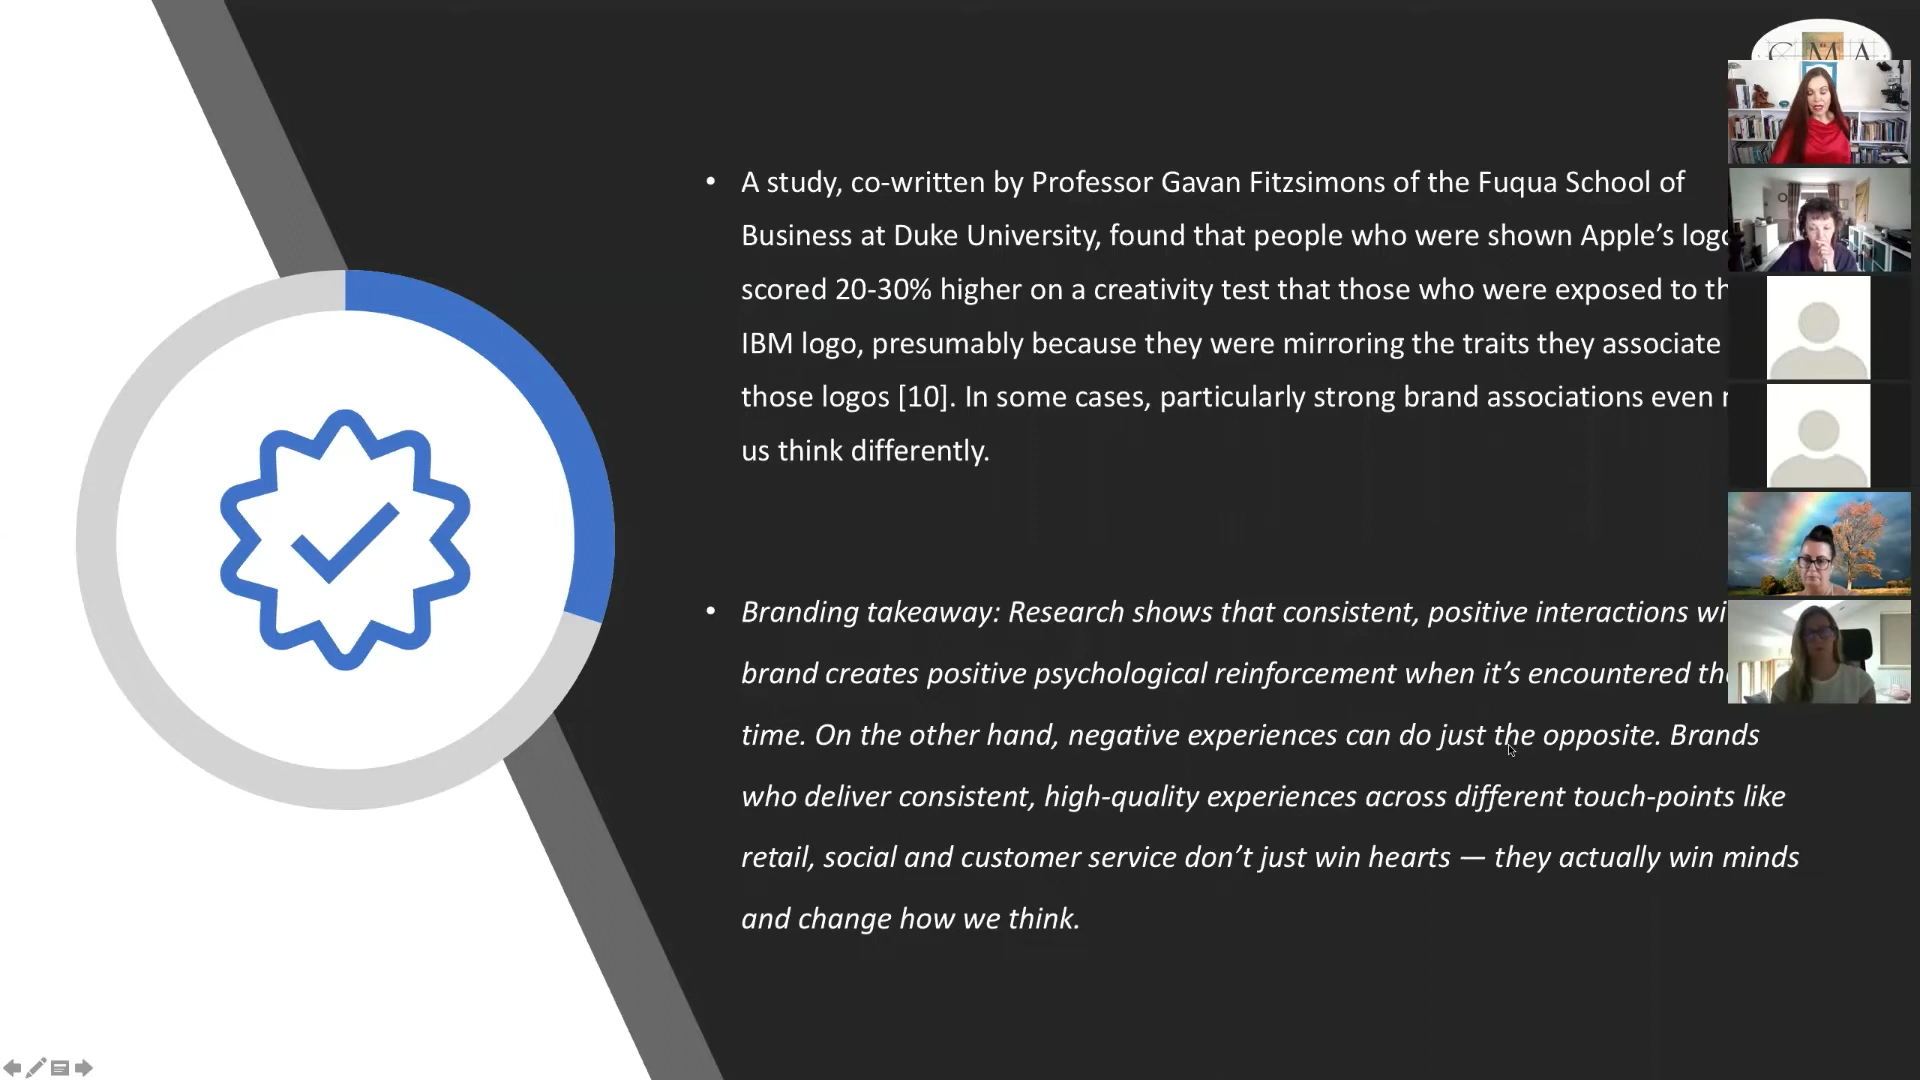 CMA
• A study, co-written by Professor Gavan Fitzsimons of the Fuqua School of
Business at Duke University, found that people who were shown Apple’s logo
scored 20-30% higher on a creativity test that those who were exposed to th
IBM logo, presumably because they were mirroring the traits they associate
those logos [10]. In some cases, particularly strong brand associations even
us think differently.
• Branding takeaway: Research shows that consistent, positive interactions wi
brand creates positive psychological reinforcement when it’s encountered
time. On the other hand, negative experiences can do just the opposite. Brands
who deliver consistent, high-quality experiences across different touch-points like
retail, social and customer service don’t just win hearts — they actually win minds
and change how we think.